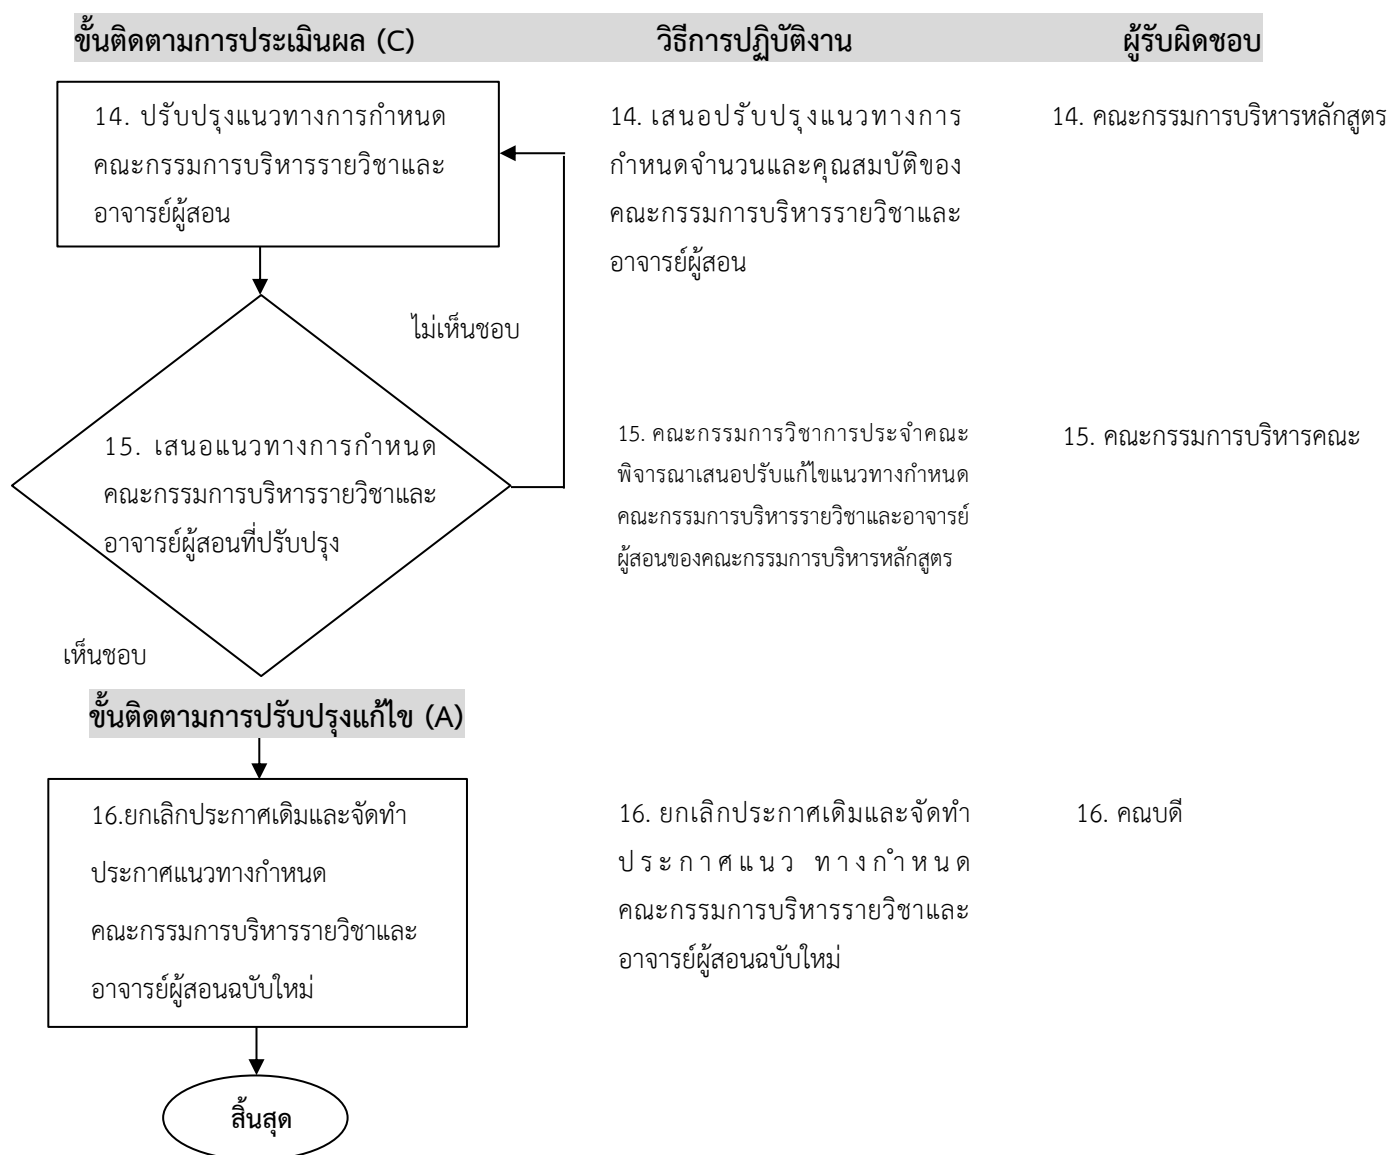 ขั้นติดตามการประเมินผล (C) วิธีการปฏิบัติงาน ผู้รับผิดชอบ
14. ปรับปรุงแนวทางการกำหนด
คณะกรรมการบริหารรายวิชาและ
อาจารย์ผู้สอน
14. เสนอปรับปรุงแนวทางการ
กำหนดจำนวนและคุณสมบัติของ
คณะกรรมการบริหารรายวิชาและ
อาจารย์ผู้สอน
14. คณะกรรมการบริหารหลักสูตร
ไม่เห็นชอบ
15. เสนอแนวทางการกำหนด
คณะกรรมการบริหารรายวิชาและ
อาจารย์ผู้สอนที่ปรับปรุง
15. คณะกรรมการวิชาการประจำคณะ
พิจารณาเสนอปรับแก้ไขแนวทางกำหนด
คณะกรรมการบริหารรายวิชาและอาจารย์
ผู้สอนของคณะกรรมการบริหารหลักสูตร
15. คณะกรรมการบริหารคณะ
เห็นชอบ
ขั้นติดตามการปรับปรุงแก้ไข (A)
16.ยกเลิกประกาศเดิมและจัดทำ
ประกาศแนวทางกำหนด
คณะกรรมการบริหารรายวิชาและ
อาจารย์ผู้สอนฉบับใหม่
16. ยกเลิกประกาศเดิมและจัดทำ
ประกาศแนว ทางกำหนด
คณะกรรมการบริหารรายวิชาและ
อาจารย์ผู้สอนฉบับใหม่
16. คณบดี
สิ้นสุด